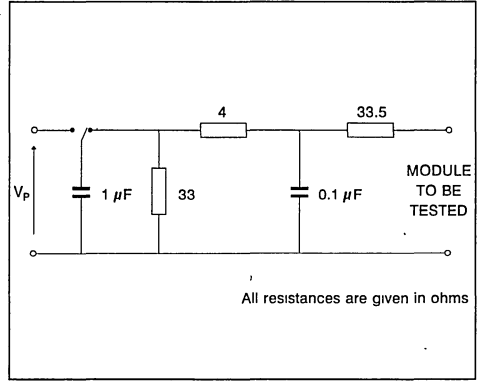 4
33.5
V_P
1 μF
33
0.1 μF
MODULE
TO BE
TESTED
All resistances are given in ohms